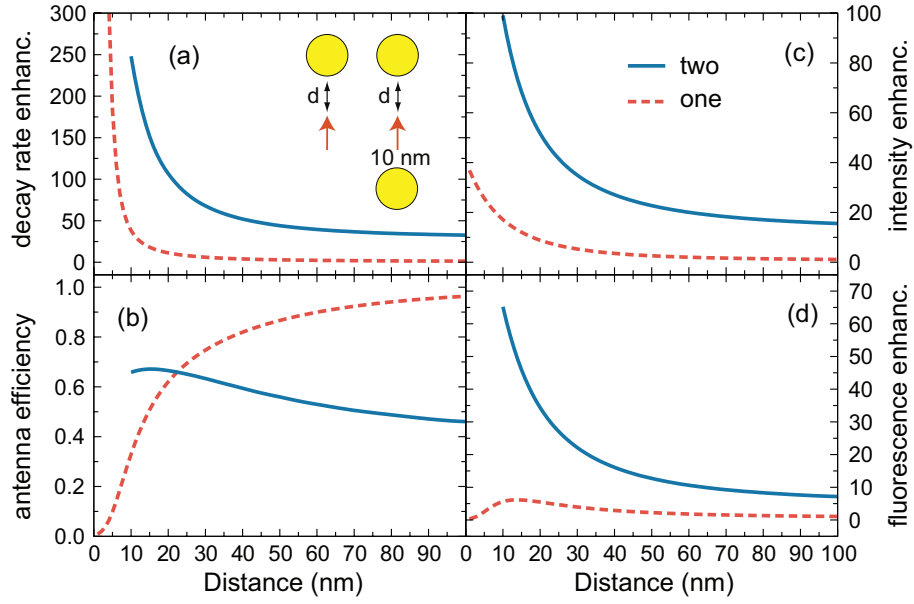 decay rate enhanc.
300
250
200
150
100
50
0
(a)
d
d
10 nm
100
80
60
40
20
0
intensity enhanc.
(c)
two
one
antenna efficiency
1.0
0.8
0.6
0.4
0.2
0.0
(b)
0 10 20 30 40 50 60 70 80 90
Distance (nm)
70
60
50
40
30
20
10
0
fluorescence enhanc.
(d)
0 10 20 30 40 50 60 70 80 90 100
Distance (nm)